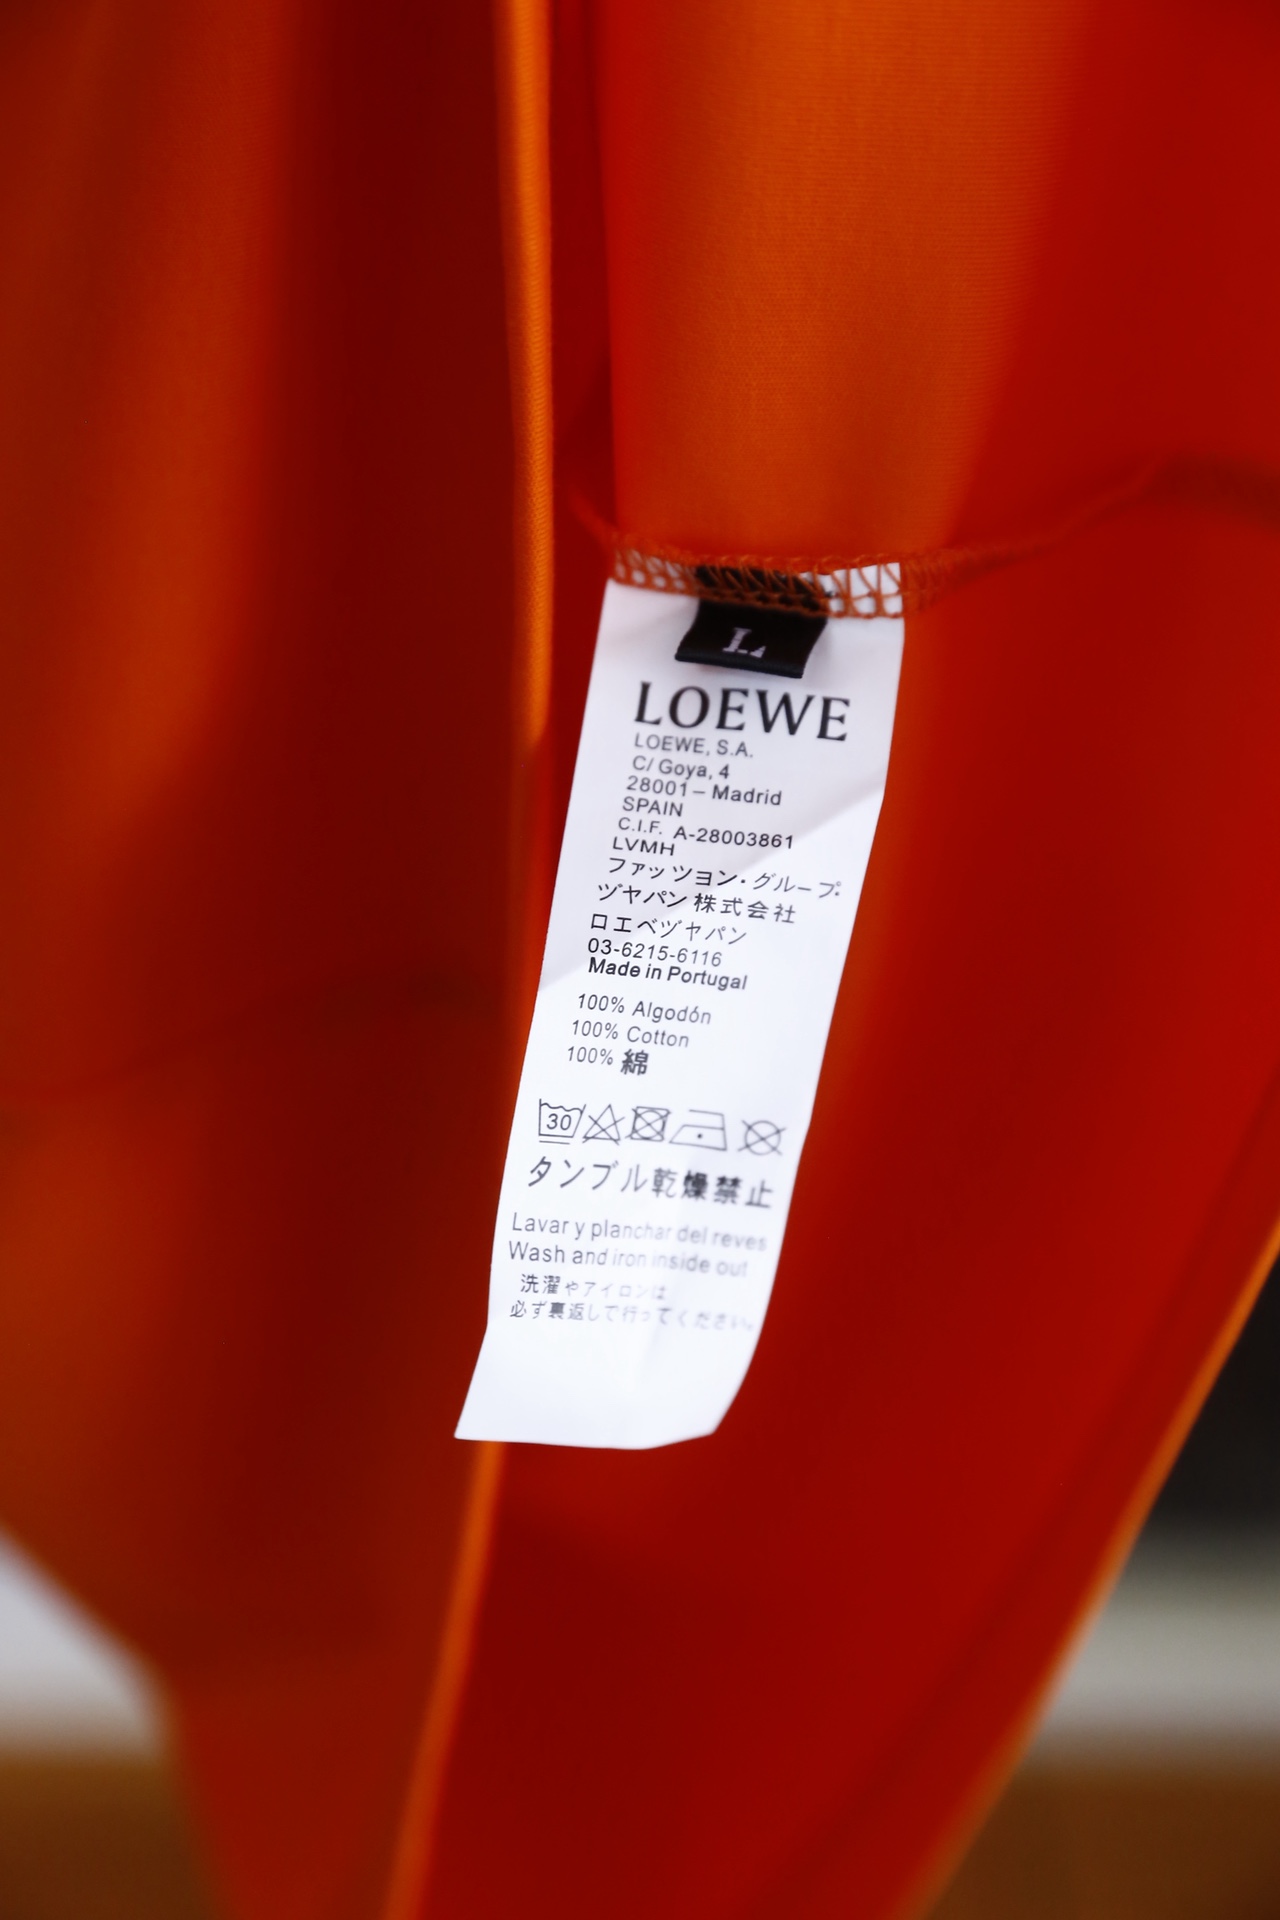 L
LOEWE
LOEWE, S.A.
C/ Goya, 4
28001 – Madrid
SPAIN
C.I.F. A-28003861
LVMH
ファッツョン・グループ・
ヅヤパン 株式会社
ロエベヅヤパン
03-6215-6116
Made in Portugal
100% Algodón
100% Cotton
100% 綿
30
タンブル乾燥禁止
Lavar y planchar del reves
Wash and iron inside out
洗濯やアイロンは
必ず裏返して行ってください。